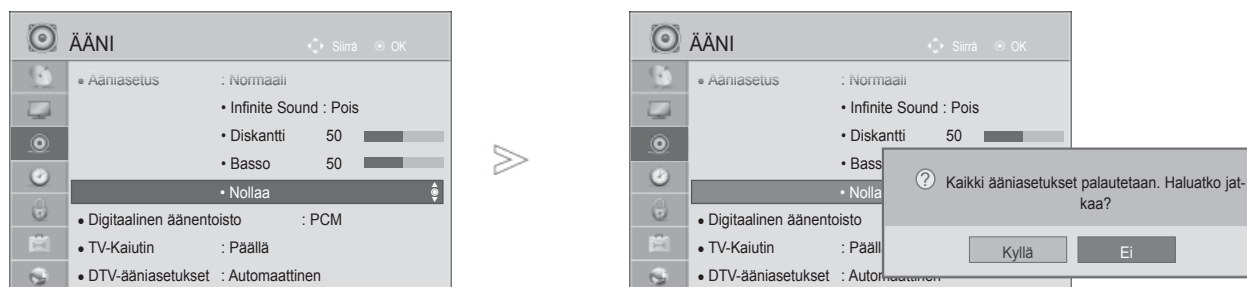 ÄÄNI
Siirrä OK
• Ääniasetus : Normaali
• Infinite Sound : Pois
• Diskantti 50
• Basso 50
• Nollaa
• Digitaalinen äänentoisto : PCM
• TV-Kaiutin : Päällä
• DTV-ääniasetukset : Automaattinen
ÄÄNI
Siirrä OK
• Ääniasetus : Normaali
• Infinite Sound : Pois
• Diskantti 50
• Bass
• Nolla
• Digitaalinen äänentoisto
• TV-Kaiutin : Pääll
• DTV-ääniasetukset : Automaattinen
Kaikki ääniasetukset palautetaan. Haluatko jat-
kaa?
Kyllä Ei